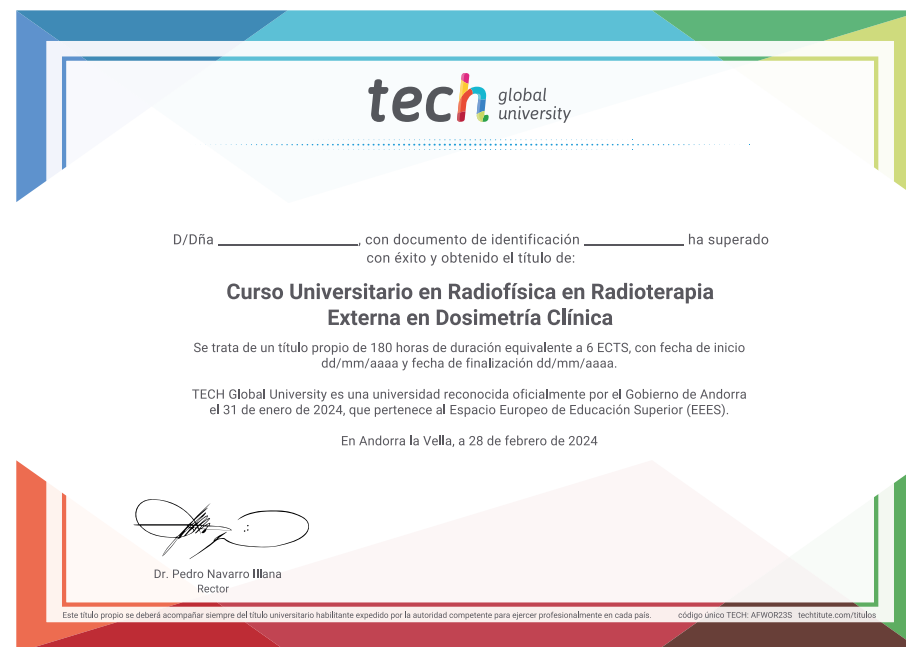 tech global university
D/Dña ________________, con documento de identificación ____________ ha superado
con éxito y obtenido el título de:
Curso Universitario en Radiofísica en Radioterapia
Externa en Dosimetría Clínica
Se trata de un título propio de 180 horas de duración equivalente a 6 ECTS, con fecha de inicio
dd/mm/aaaa y fecha de finalización dd/mm/aaaa.
TECH Global University es una universidad reconocida oficialmente por el Gobierno de Andorra
el 31 de enero de 2024, que pertenece al Espacio Europeo de Educación Superior (EEES).
En Andorra la Vella, a 28 de febrero de 2024
Dr. Pedro Navarro Illana
Rector
Este título propio se deberá acompañar siempre del título universitario habilitante expedido por la autoridad competente para ejercer profesionalmente en cada país. código único TECH: AFWOR23S techtitute.com/titulos